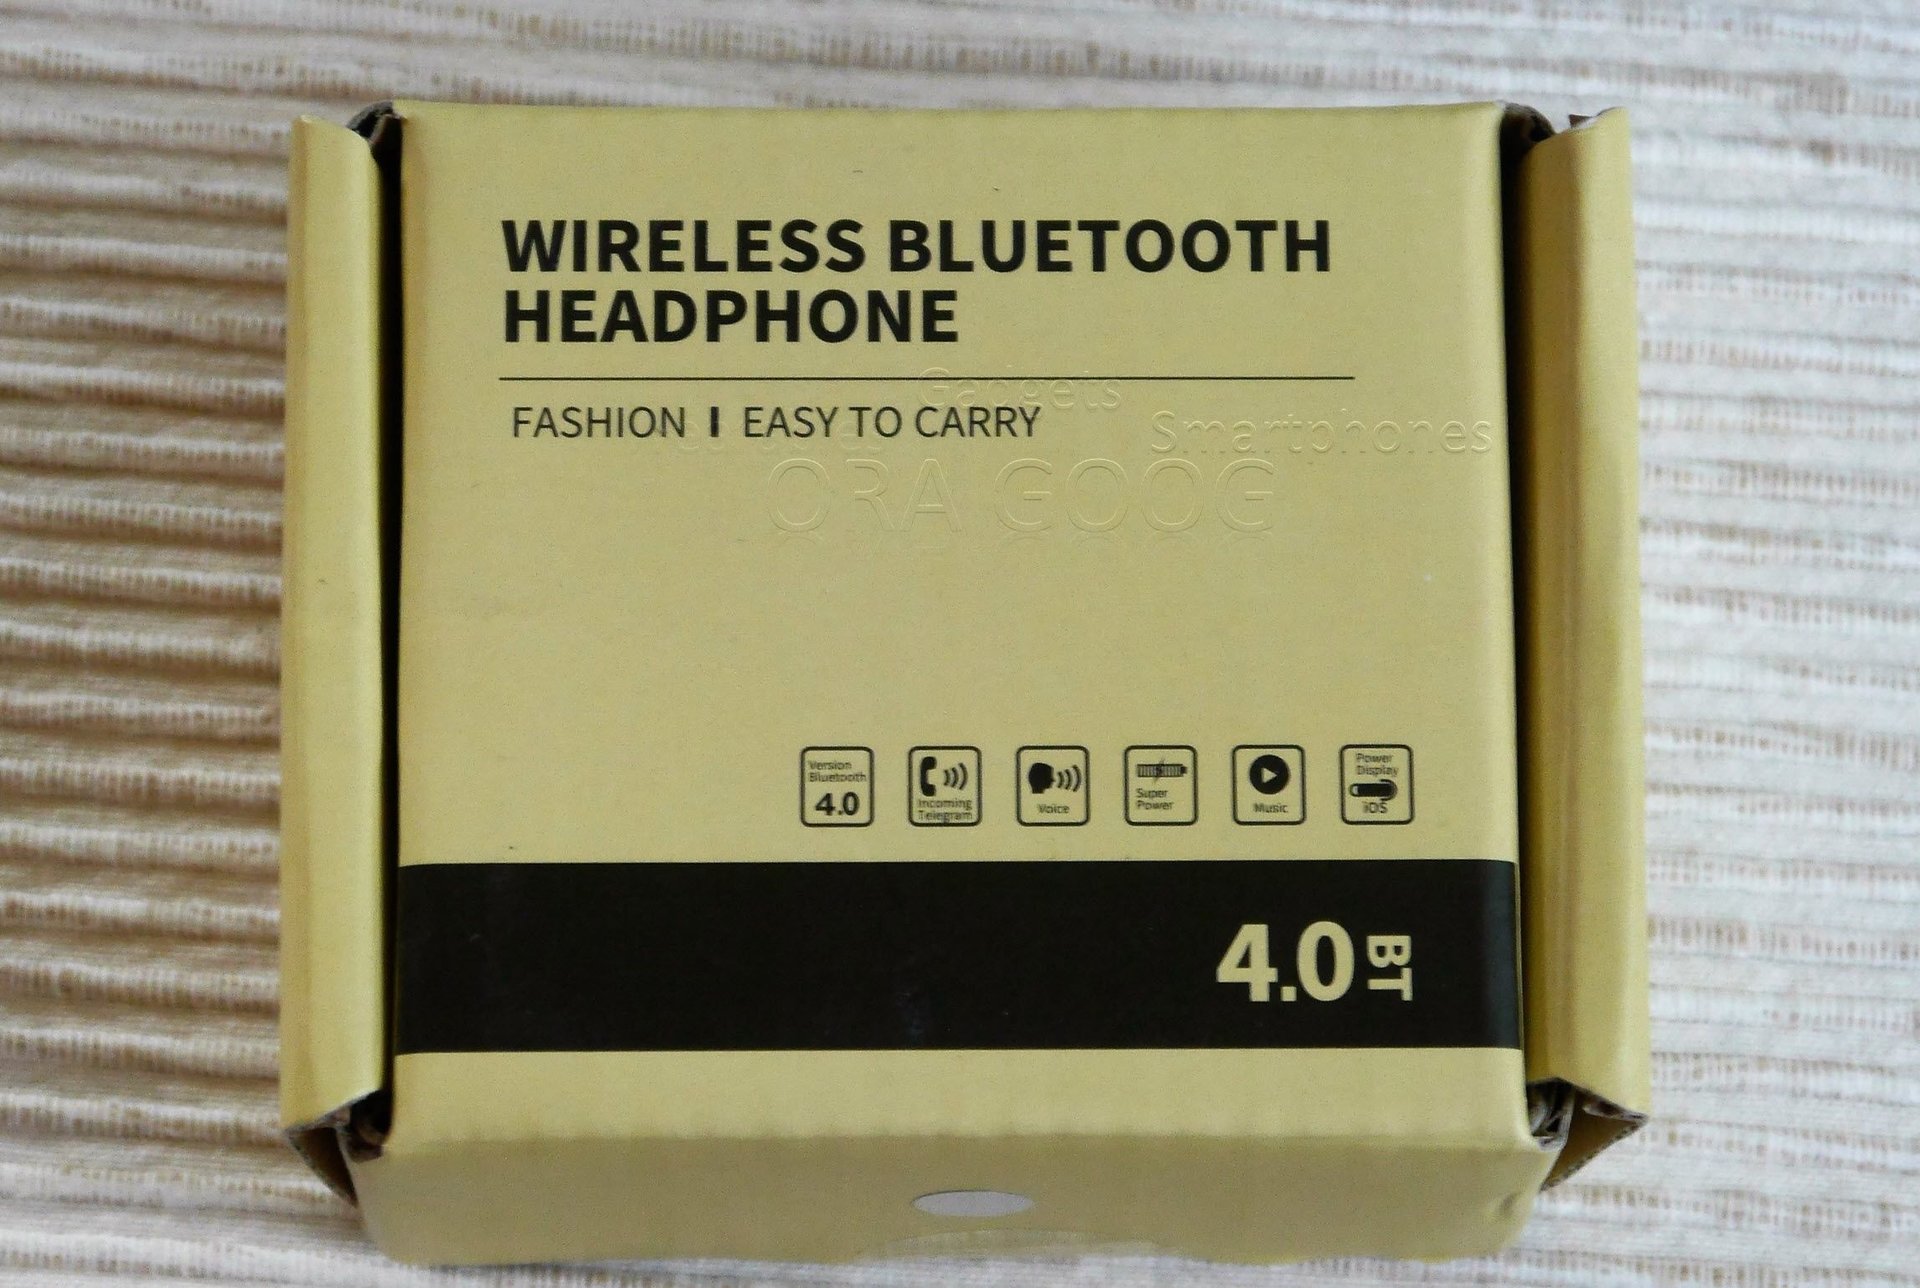 WIRELESS BLUETOOTH
HEADPHONE
FASHION I EASY TO CARRY
Gadgets
Smartphones
ORA GOOG
Version
Bluetooth
4.0
Incoming
Telegram
Voice
Super
Power
Music
Power
Display
iOS
4.0 BT